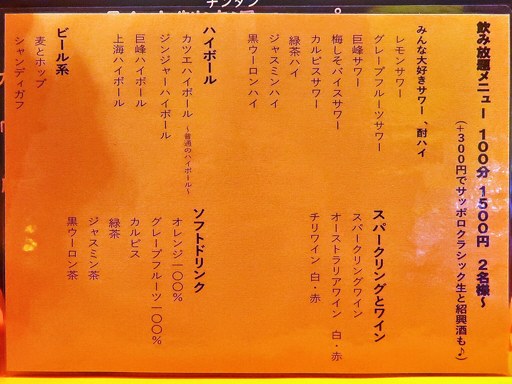 飲み放題メニュー 100分 1500円 2名様～
(+300円でサッポロクラシック生と紹興酒も♪)
みんな大好きサワー、酎ハイ
レモンサワー
グレープフルーツサワー
巨峰サワー
梅しそバイスサワー
カルピスサワー
緑茶ハイ
ジャスミンハイ
黒ウーロンハイ
スパークリングとワイン
スパークリングワイン
オーストラリアワイン 白・赤
チリワイン 白・赤
ハイボール
カツエハイボール ～普通のハイボール～
ジンジャーハイボール
巨峰ハイボール
上海ハイボール
ソフトドリンク
オレンジ一〇〇%
グレープフルーツ一〇〇%
カルピス
緑茶
ジャスミン茶
黒ウーロン茶
ビール系
麦とホップ
シャンディガフ